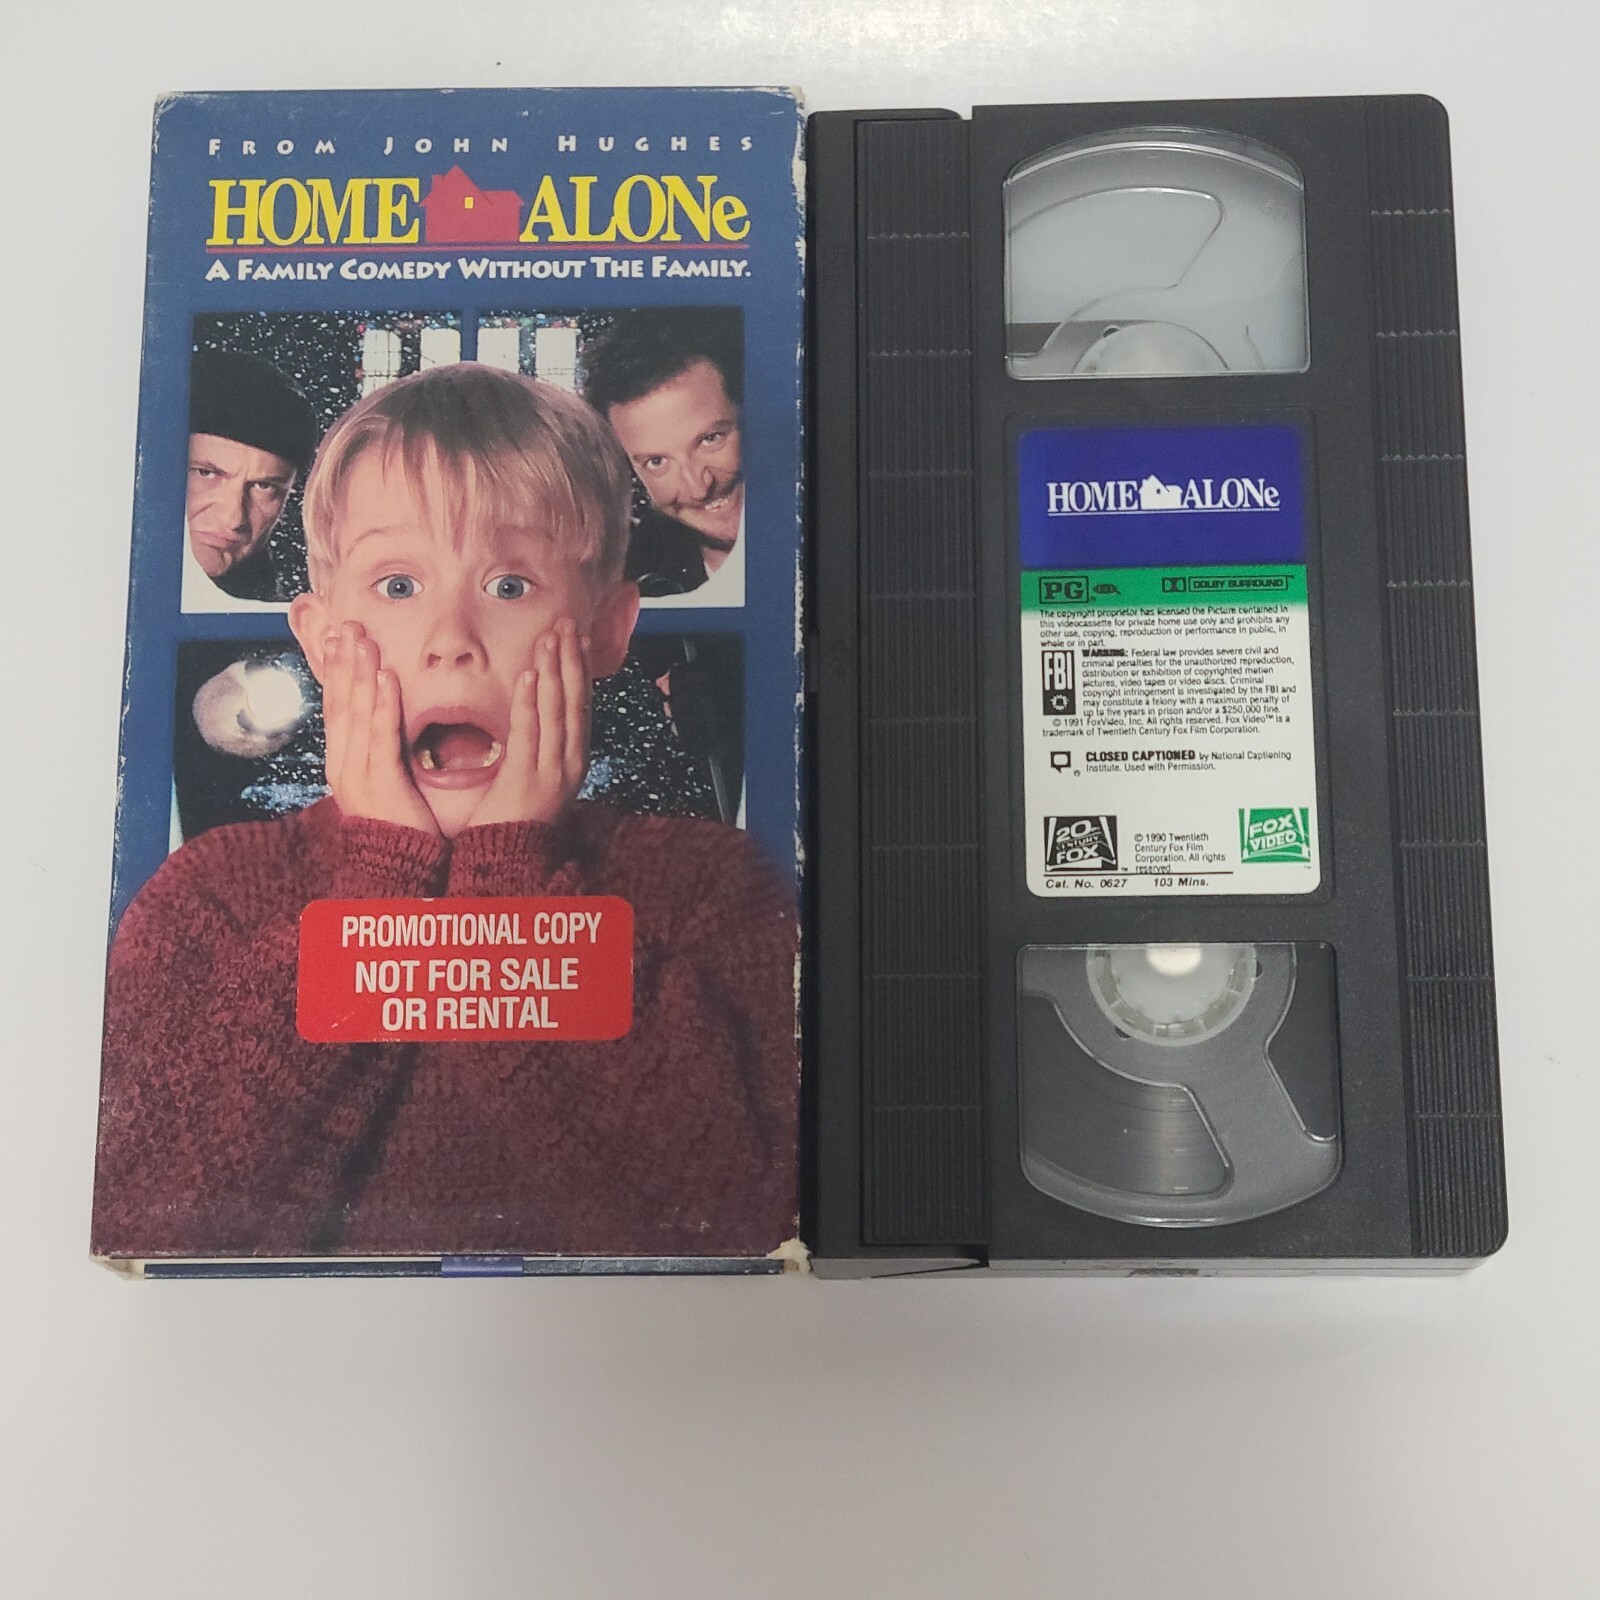 FROM JOHN HUGHES
HOME ALONe
A FAMILY COMEDY WITHOUT THE FAMILY.
PROMOTIONAL COPY
NOT FOR SALE
OR RENTAL
HOME ALONe
PG DOLBY SURROUND™
The copyright proprietor has licensed the Picture contained in
this videocassette for private home use only and prohibits any
other use, copying, reproduction or performance in public, in
whole or in part.
FBI
WARNING: Federal law provides severe civil and
criminal penalties for the unauthorized reproduction,
distribution or exhibition of copyrighted motion
pictures, video tapes or video discs. Criminal
copyright infringement is investigated by the FBI and
may constitute a felony with a maximum penalty of
up to five years in prison and/or a $250,000 fine.
© 1991 FoxVideo, Inc. All rights reserved. Fox Video™ is a
trademark of Twentieth Century Fox Film Corporation.
CLOSED CAPTIONED by National Captioning
Institute. Used with Permission.
20th
CENTURY
FOX
™
© 1990 Twentieth
Century Fox Film
Corporation, All rights
reserved.
FOX
VIDEO
™
Cat. No. 0627 103 Mins.